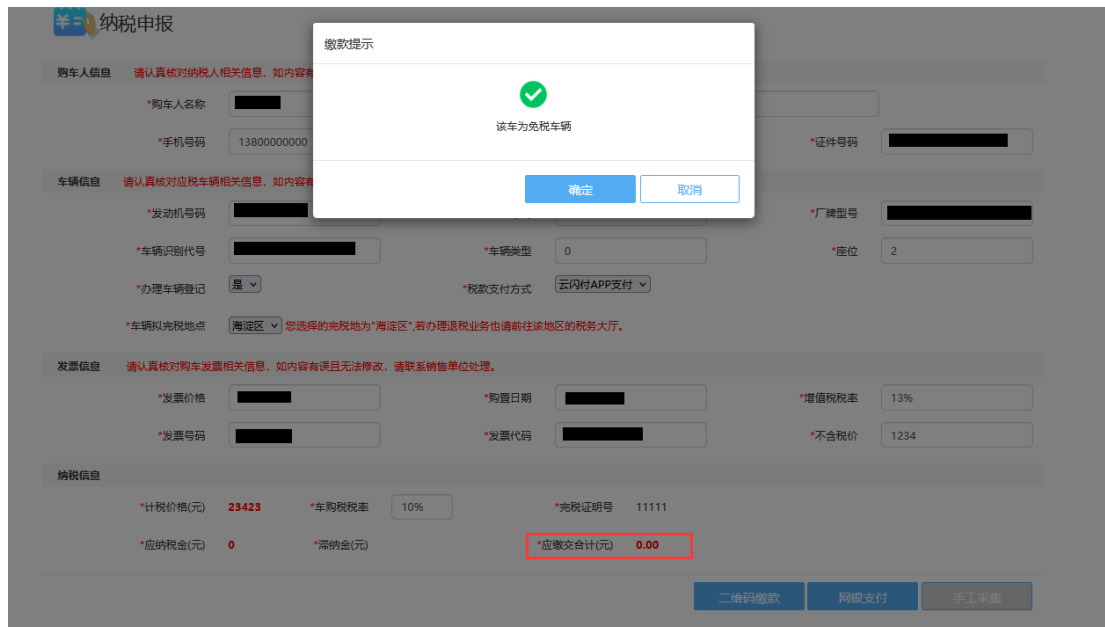 纳税申报
缴款提示
该车为免税车辆
确定 取消
购车人信息 请认真核对纳税人相关信息，如内容有
*购车人名称
*手机号码 13800000000 *证件号码
车辆信息 请认真核对应税车辆相关信息，如内容有
*发动机号码 *厂牌型号
*车辆识别代号 *车辆类型 0 *座位 2
*办理车辆登记 是 *税款支付方式 云闪付APP支付
*车辆拟完税地点 海淀区 您选择的完税地为"海淀区",若办理退税业务也请前往该地区的税务大厅。
发票信息 请认真核对购车发票相关信息，如内容有误且无法修改，请联系销售单位处理。
*发票价格 *购置日期 *增值税税率 13%
*发票号码 *发票代码 *不含税价 1234
纳税信息
*计税价格(元) 23423 *车购税税率 10% *完税证明号 11111
*应纳税金(元) 0 *滞纳金(元) *应缴交合计(元) 0.00
二维码缴款 网银支付 手工采集